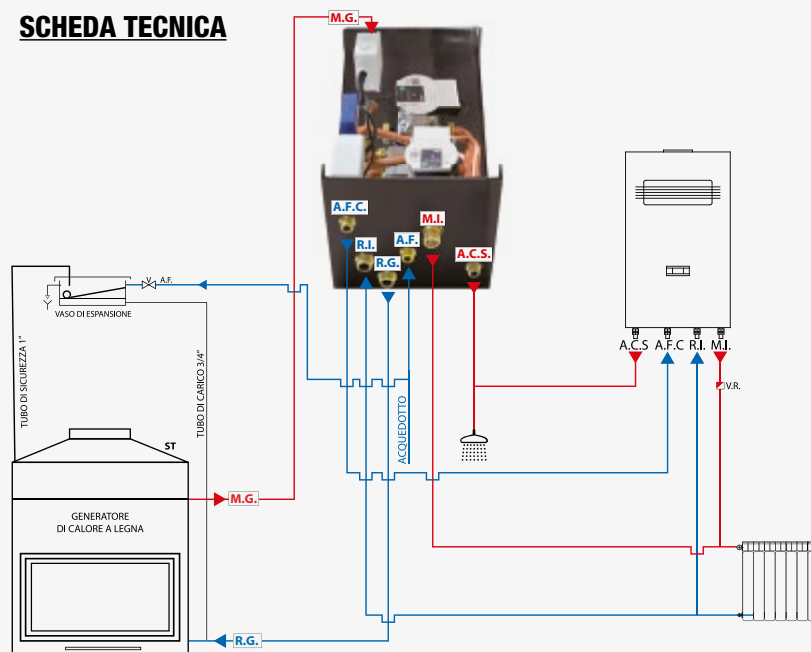 SCHEDA TECNICA
M.G.
A.F.C.
R.I.
R.G.
A.F.
M.I.
A.C.S.
V
A.F.
VASO DI ESPANSIONE
TUBO DI SICUREZZA 1"
TUBO DI CARICO 3/4"
ACQUEDOTTO
A.C.S
A.F.C
R.I.
M.I.
V.R.
ST
M.G.
GENERATORE
DI CALORE A LEGNA
R.G.